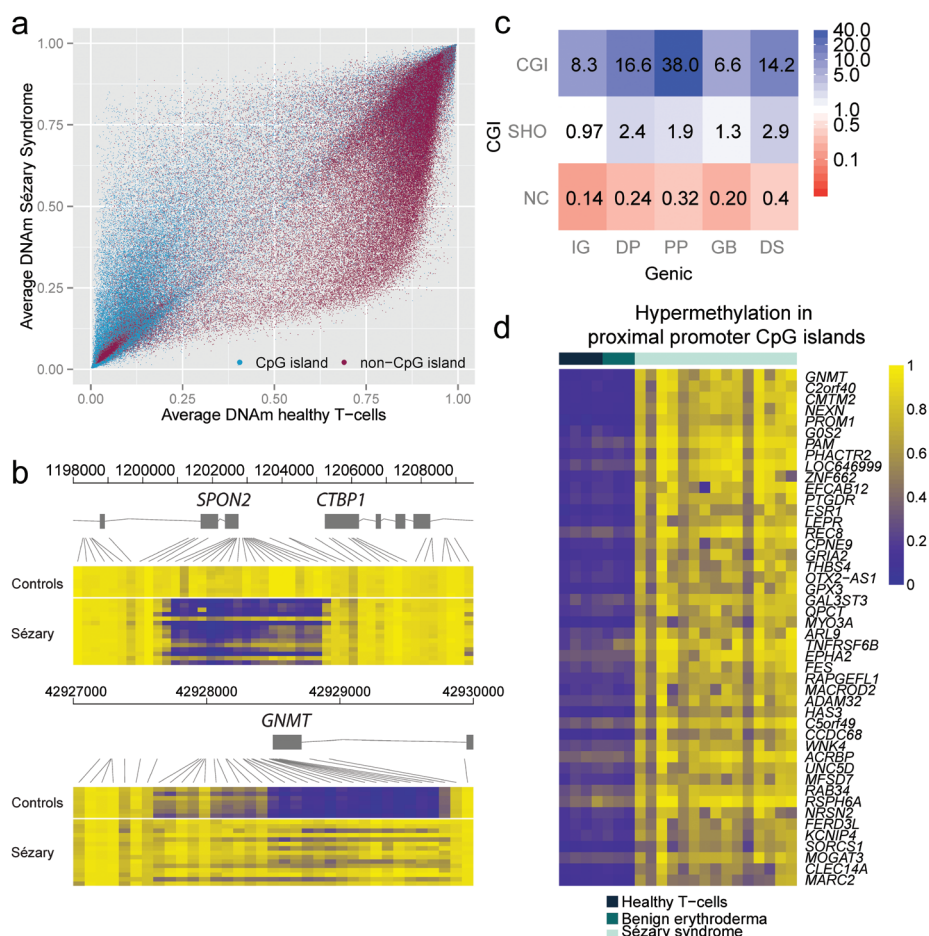 a
Average DNAm Sézary Syndrome
1.00
0.75
0.50
0.25
0.00
CpG island
non-CpG island
0.00 0.25 0.50 0.75 1.00
Average DNAm healthy T-cells
b
1198000 1200000 1202000 1204000 1206000 1208000
SPON2 CTBP1
Controls
Sézary
42927000 42928000 42929000 42930000
GNMT
Controls
Sézary
c
CGI
CGI 8.3 16.6 38.0 6.6 14.2
SHO 0.97 2.4 1.9 1.3 2.9
NC 0.14 0.24 0.32 0.20 0.4
IG DP PP GB DS
Genic
40.0
20.0
10.0
5.0
1.0
0.5
0.1
d
Hypermethylation in
proximal promoter CpG islands
GNMT
C2orf40
CMTM2
NEXN
PROM1
G0S2
PAM
PHACTR2
LOC646999
ZNF662
EFCAB12
PTGDR
ESR1
LEPR
REC8
CPNE9
GRIA2
THBS4
OTX2−AS1
GPX3
GAL3ST3
OPCT
MYO3A
ARL9
TNFRSF6B
EPHA2
FES
RAPGEFL1
MACROD2
ADAM32
HAS3
C5orf49
CCDC68
WNK4
ACRBP
UNC5D
MFSD7
RAB34
RSPH6A
NRSN2
FERD3L
KCNIP4
SORCS1
MOGAT3
CLEC14A
MARC2
1
0.8
0.6
0.4
0.2
0
Healthy T−cells
Benign erythroderma
Sézary syndrome